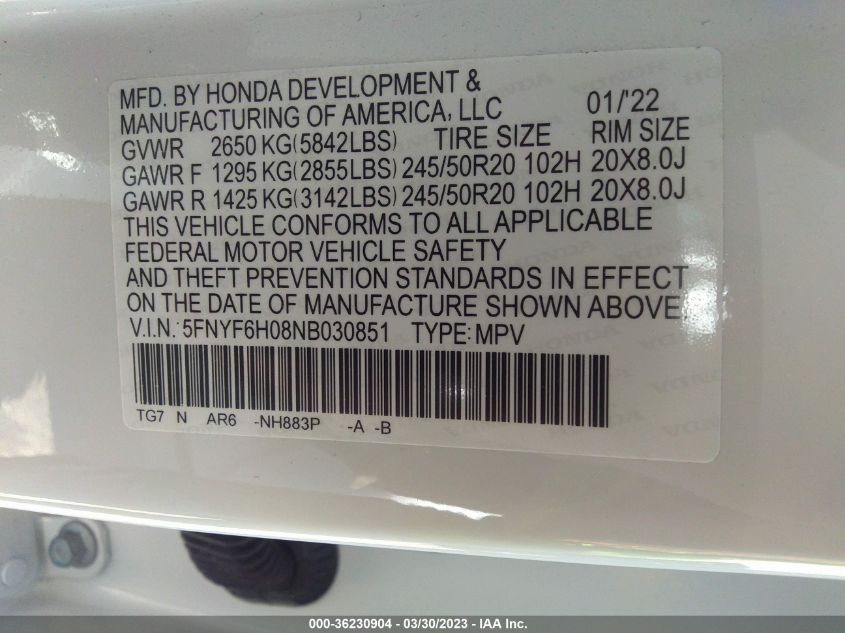 MFD. BY HONDA DEVELOPMENT &
MANUFACTURING OF AMERICA, LLC 01/'22
GVWR 2650 KG(5842LBS) TIRE SIZE RIM SIZE
GAWR F 1295 KG(2855LBS) 245/50R20 102H 20X8.0J
GAWR R 1425 KG(3142LBS) 245/50R20 102H 20X8.0J
THIS VEHICLE CONFORMS TO ALL APPLICABLE
FEDERAL MOTOR VEHICLE SAFETY
AND THEFT PREVENTION STANDARDS IN EFFECT
ON THE DATE OF MANUFACTURE SHOWN ABOVE.
V.I.N.: 5FNYF6H08NB030851 TYPE: MPV
TG7 N AR6 -NH883P -A -B
000-36230904 - 03/30/2023 - IAA Inc.